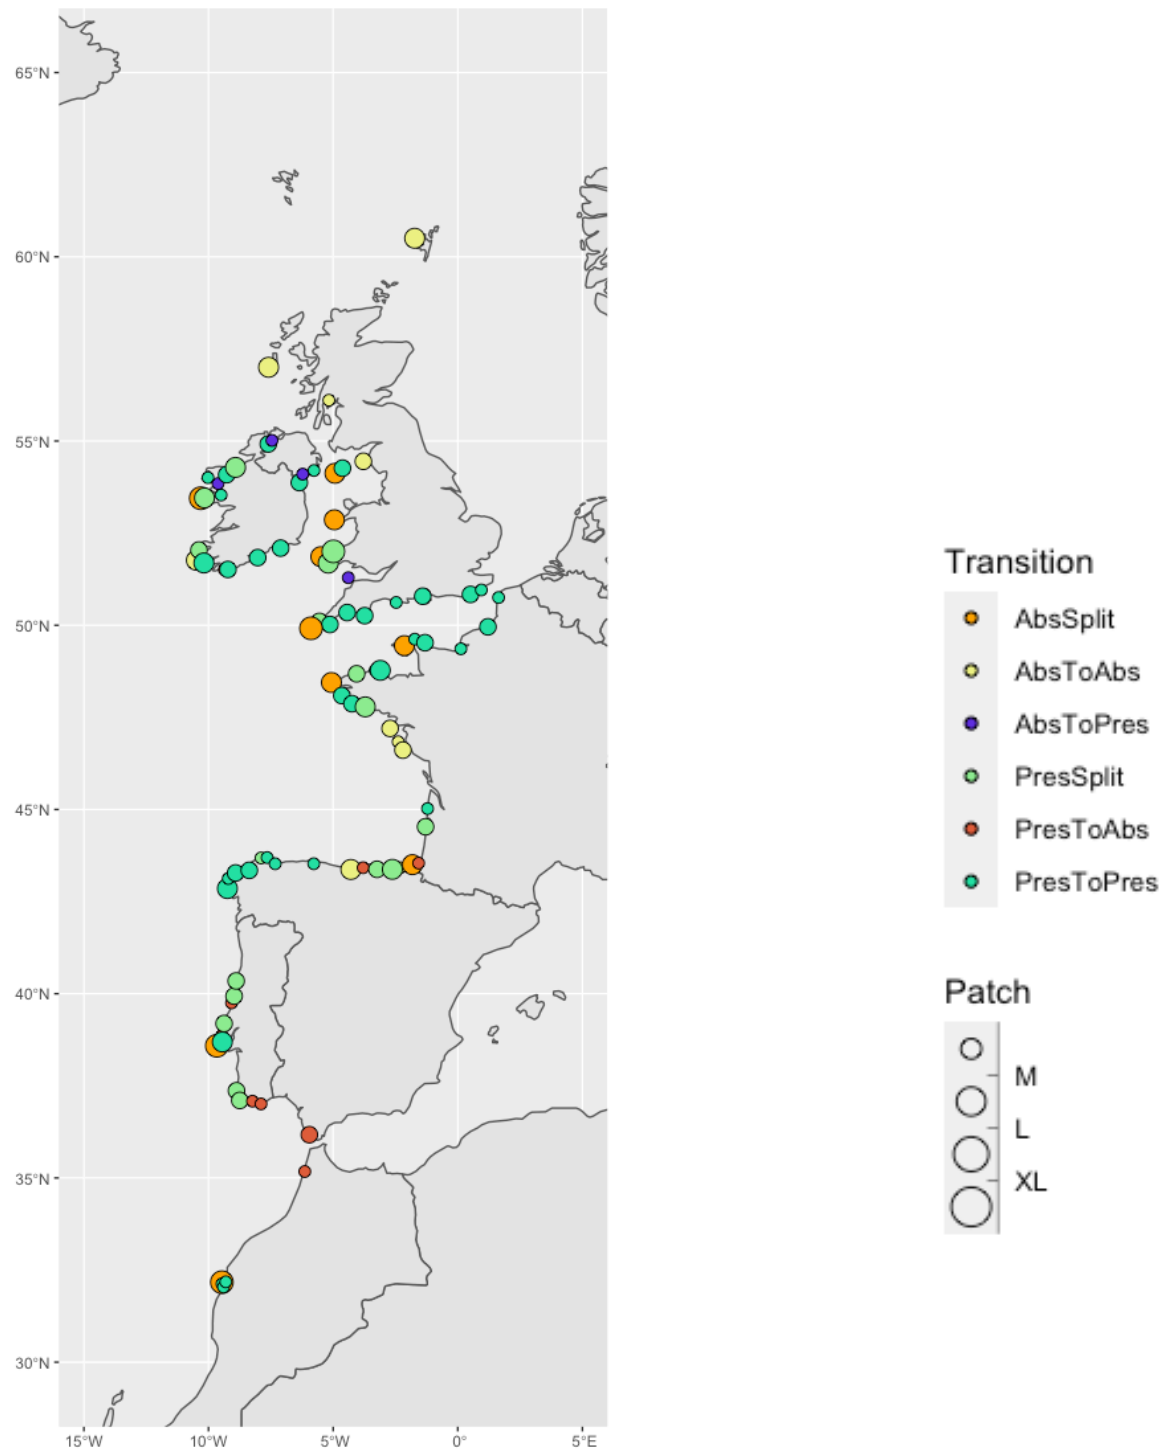 65°N
60°N
55°N
50°N
45°N
40°N
35°N
30°N
15°W
10°W
5°W
0°
5°E
Transition
AbsSplit
AbsToAbs
AbsToPres
PresSplit
PresToAbs
PresToPres
Patch
M
L
XL